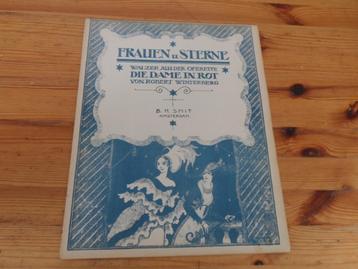 FRAUEN u. STERNE
WALZER AUS DER OPERETTE
DIE DAME IN ROT
VON ROBERT WINTERBERG
B. H. SMIT
AMSTERDAM